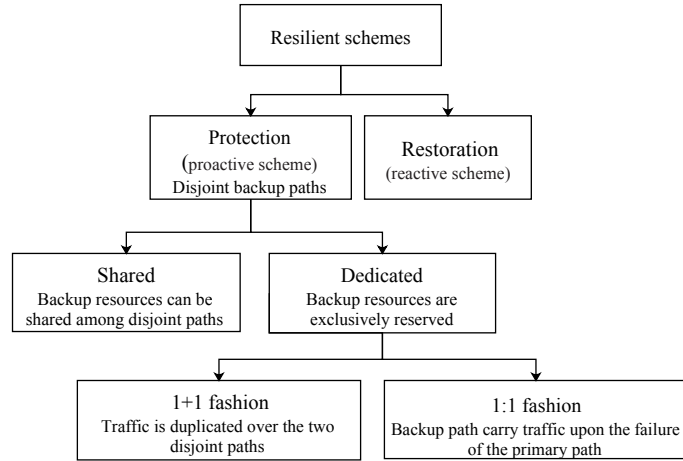 Resilient schemes
Protection
(proactive scheme)
Disjoint backup paths
Restoration
(reactive scheme)
Shared
Backup resources can be
shared among disjoint paths
Dedicated
Backup resources are
exclusively reserved
1+1 fashion
Traffic is duplicated over the two
disjoint paths
1:1 fashion
Backup path carry traffic upon the failure
of the primary path